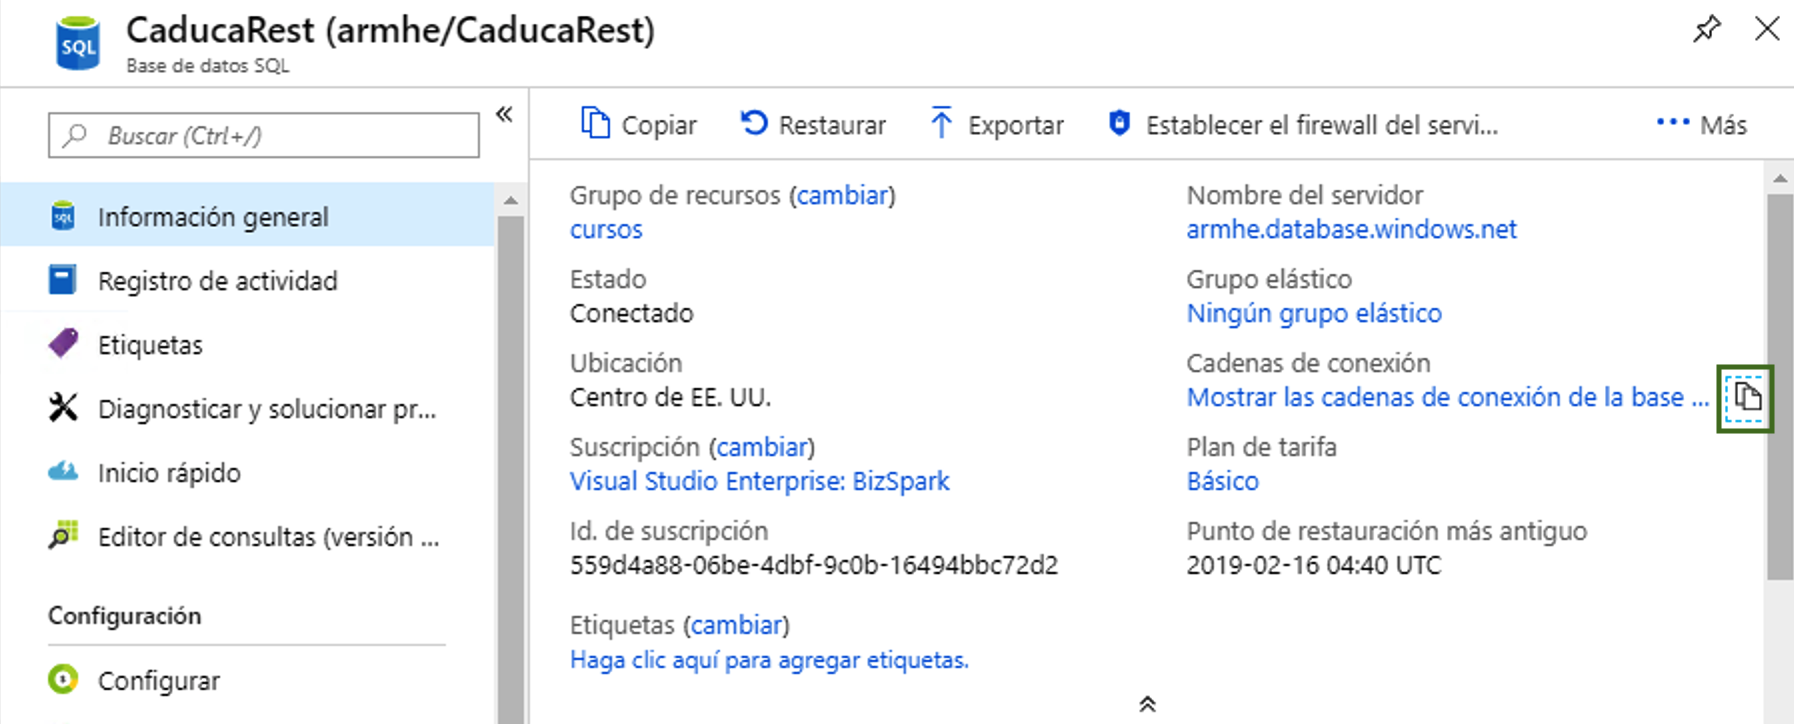 CaducaRest (armhe/CaducaRest)
SQL
Base de datos SQL
Buscar (Ctrl+/)
«
Información general
SQL
Registro de actividad
Etiquetas
Diagnosticar y solucionar pr...
Inicio rápido
Editor de consultas (versión ...
Configuración
Configurar
Copiar
Restaurar
Exportar
Establecer el firewall del servi...
Más
Grupo de recursos (cambiar)
cursos
Estado
Conectado
Ubicación
Centro de EE. UU.
Suscripción (cambiar)
Visual Studio Enterprise: BizSpark
Id. de suscripción
559d4a88-06be-4dbf-9c0b-16494bbc72d2
Etiquetas (cambiar)
Haga clic aquí para agregar etiquetas.
Nombre del servidor
armhe.database.windows.net
Grupo elástico
Ningún grupo elástico
Cadenas de conexión
Mostrar las cadenas de conexión de la base ...
Plan de tarifa
Básico
Punto de restauración más antiguo
2019-02-16 04:40 UTC